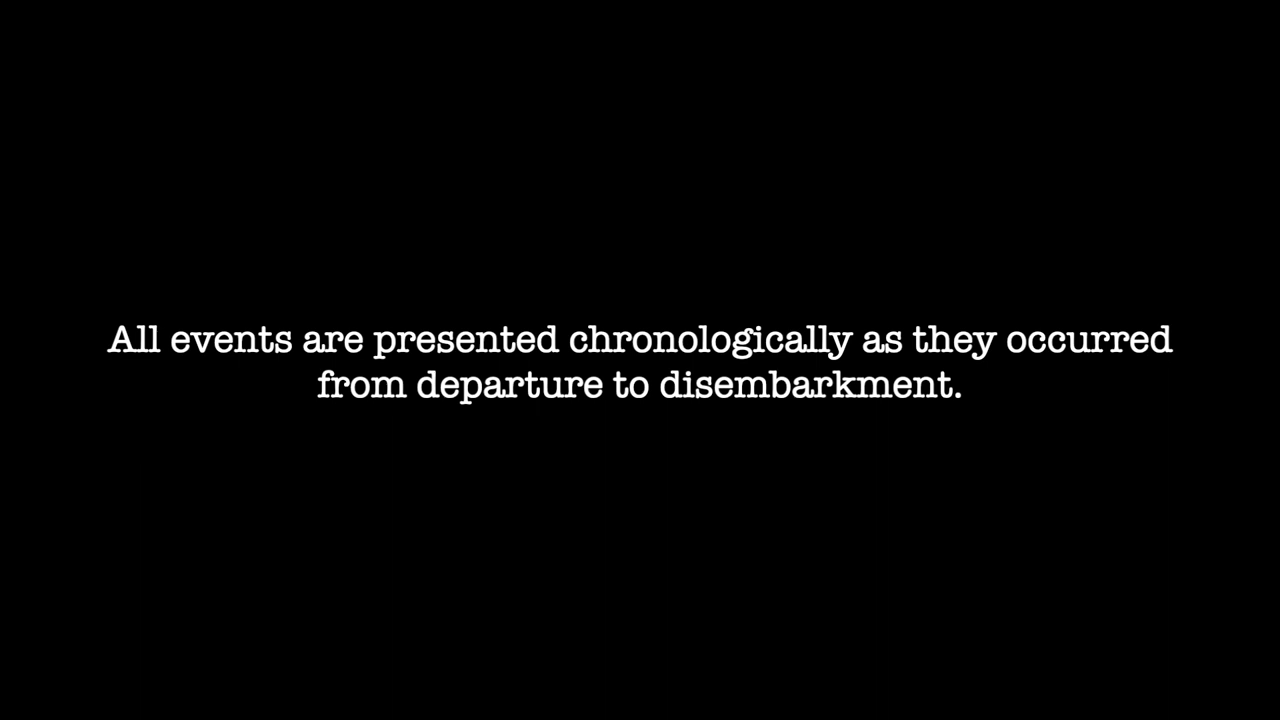 All events are presented chronologically as they occurred
from departure to disembarkment.